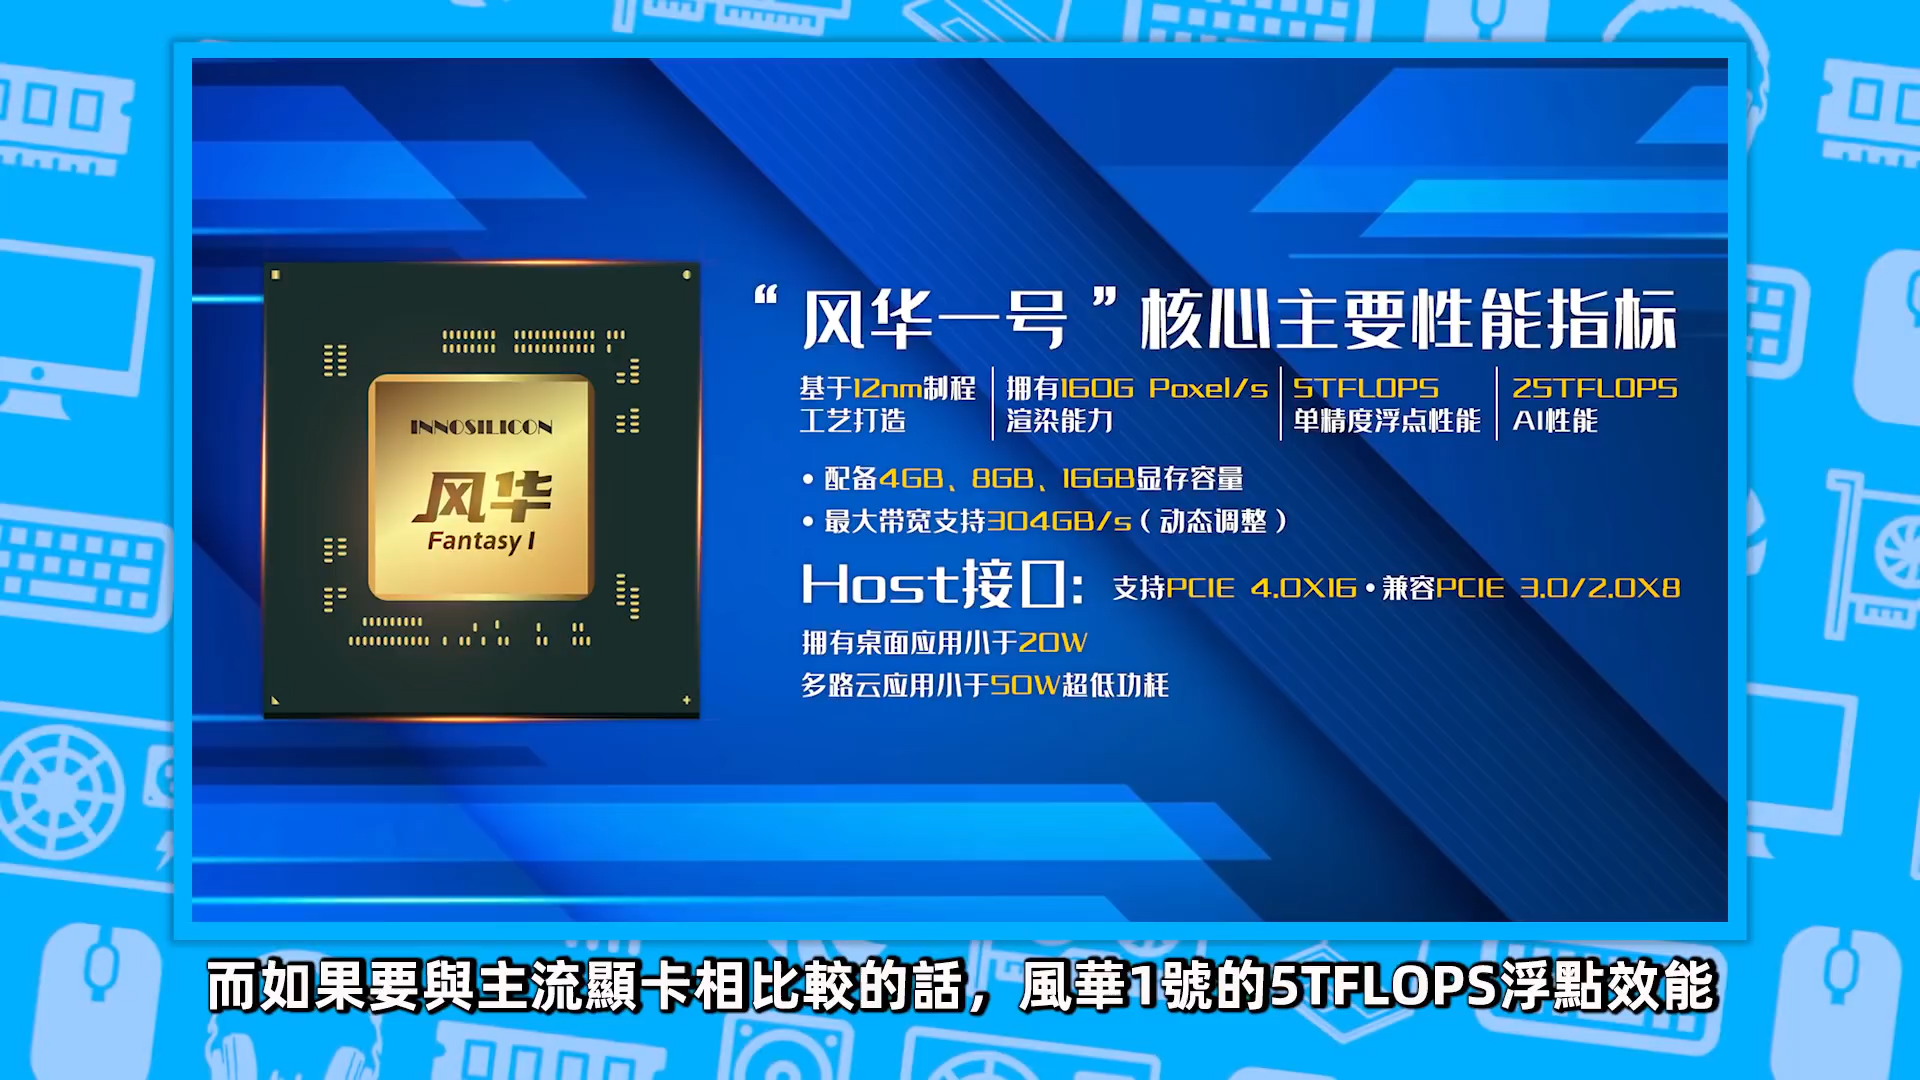 INNOSILICON
风华
Fantasy I
“风华一号”核心主要性能指标
基于12nm制程
工艺打造
拥有160G Poxel/s
渲染能力
5TFLOPS
单精度浮点性能
25TFLOPS
AI性能
• 配备4GB、8GB、16GB显存容量
• 最大带宽支持304GB/s（动态调整）
Host接口: 支持PCIE 4.0X16 • 兼容PCIE 3.0/2.0X8
拥有桌面应用小于20W
多路云应用小于50W超低功耗
而如果要與主流顯卡相比較的話，風華1號的5TFLOPS浮點效能